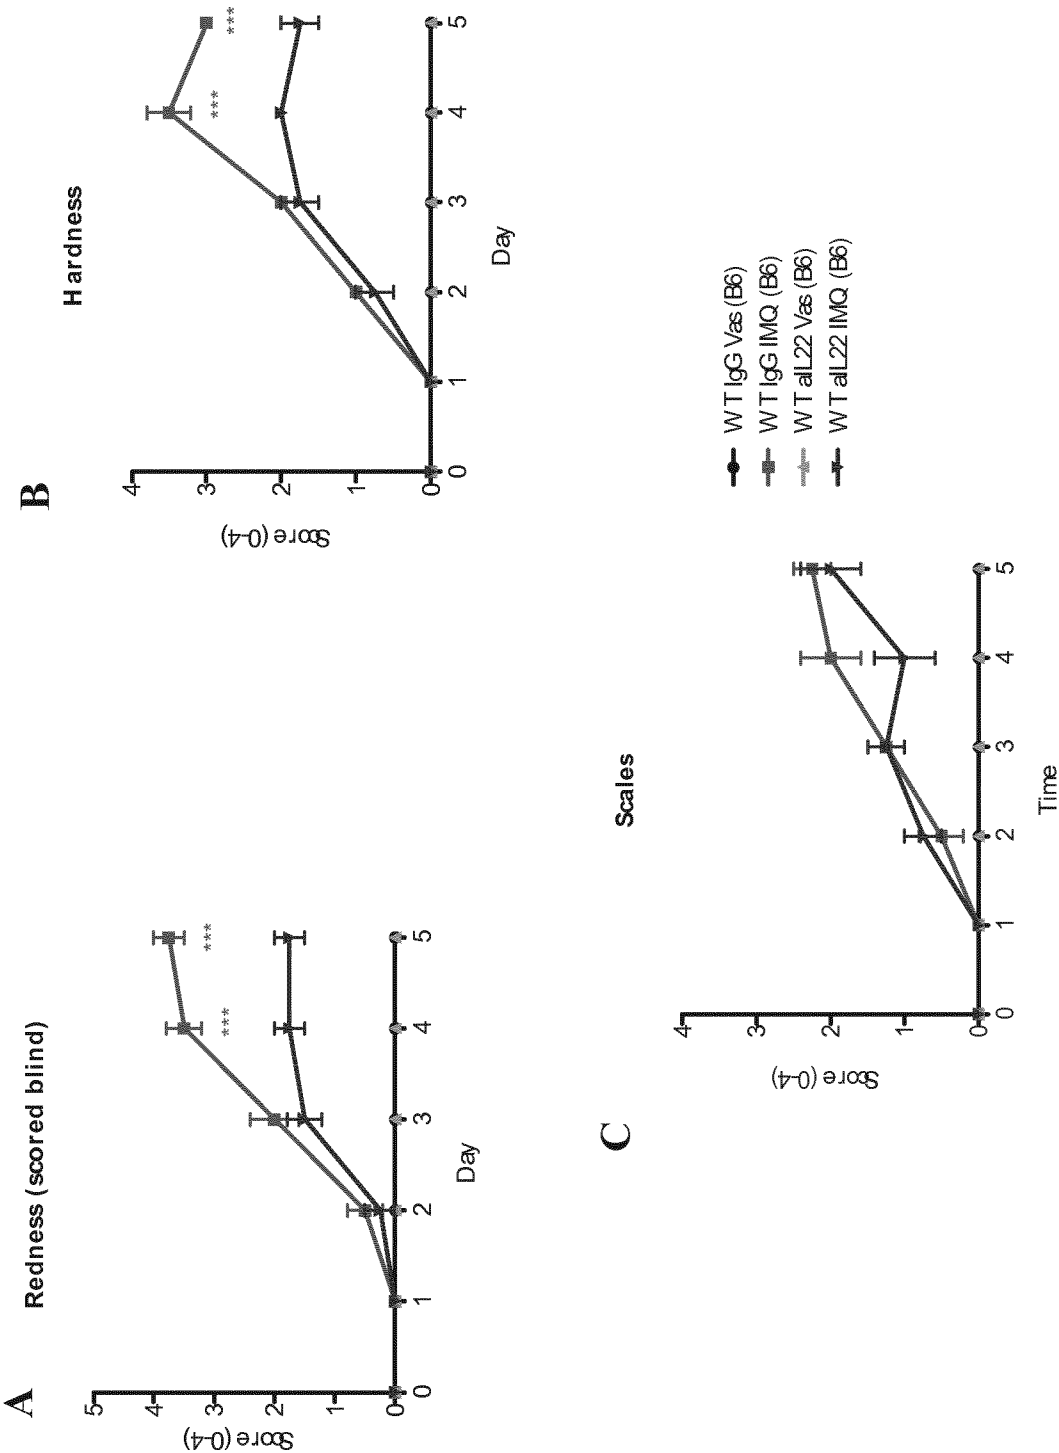 A
Redness (scored blind)
Score (0-4)
5
4
3
2
1
0
0 1 2 3 4 5
Day
***
***
B
Hardness
Score (0-4)
4
3
2
1
0
0 1 2 3 4 5
Day
***
***
C
Scales
Score (0-4)
4
3
2
1
0
0 1 2 3 4 5
Time
WT IgG Vas (B6)
WT IgG IMQ (B6)
WT aIL22 Vas (B6)
WT aIL22 IMQ (B6)